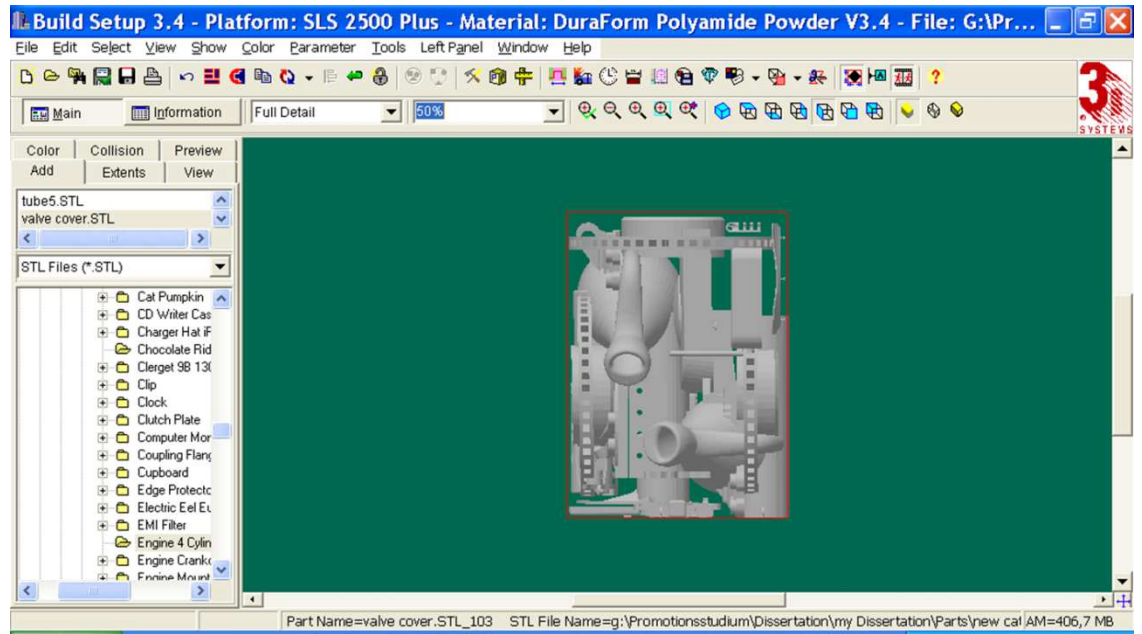 Build Setup 3.4 - Platform: SLS 2500 Plus - Material: DuraForm Polyamide Powder V3.4 - File: G:\Pr...
File Edit Select View Show Color Parameter Tools Left Panel Window Help
Main Information Full Detail 50%
3D SYSTEMS
Color Collision Preview
Add Extents View
tube5.STL
valve cover.STL
STL Files (*.STL)
Cat Pumpkin
CD Writer Cas
Charger Hat iF
Chocolate Rid
Clerget 9B 130
Clip
Clock
Clutch Plate
Computer Mor
Coupling Flang
Cupboard
Edge Protecto
Electric Eel Eu
EMI Filter
Engine 4 Cylin
Engine Crankc
Engine Mount
Part Name=valve cover.STL_103 STL File Name=g:\Promotionsstudium\Dissertation\my Dissertation\Parts\new cat AM=406,7 MB